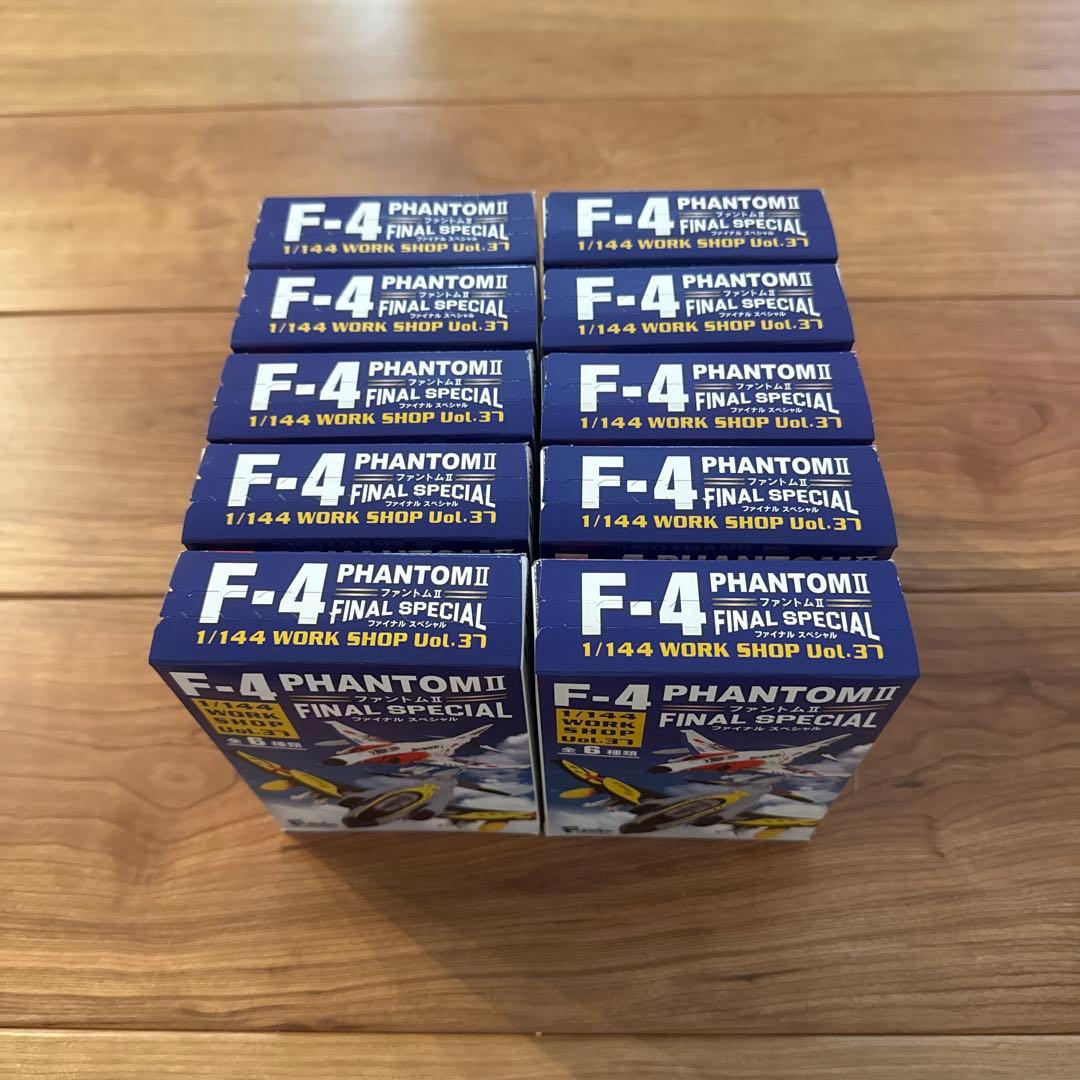 F-4 PHANTOM II
ファントムII
FINAL SPECIAL
ファイナル スペシャル
1/144 WORK SHOP Vol.37
F-4 PHANTOM II
ファントムII
FINAL SPECIAL
ファイナル スペシャル
1/144 WORK SHOP Vol.37
F-4 PHANTOM II
ファントムII
FINAL SPECIAL
ファイナル スペシャル
1/144 WORK SHOP Vol.37
F-4 PHANTOM II
ファントムII
FINAL SPECIAL
ファイナル スペシャル
1/144 WORK SHOP Vol.37
F-4 PHANTOM II
ファントムII
FINAL SPECIAL
ファイナル スペシャル
1/144 WORK SHOP Vol.37
F-4 PHANTOM II
ファントムII
FINAL SPECIAL
ファイナル スペシャル
1/144 WORK SHOP Vol.37
F-4 PHANTOM II
ファントムII
FINAL SPECIAL
ファイナル スペシャル
1/144 WORK SHOP Vol.37
F-4 PHANTOM II
ファントムII
FINAL SPECIAL
ファイナル スペシャル
1/144 WORK SHOP Vol.37
F-4 PHANTOM II
ファントムII
FINAL SPECIAL
ファイナル スペシャル
1/144 WORK SHOP Vol.37
F-4 PHANTOM II
ファントムII
FINAL SPECIAL
ファイナル スペシャル
1/144 WORK SHOP Vol.37
F-4 PHANTOM II
ファントムII
FINAL SPECIAL
ファイナル スペシャル
1/144
WORK
SHOP
Vol.37
全6種類
F-4 PHANTOM II
ファントムII
FINAL SPECIAL
ファイナル スペシャル
1/144
WORK
SHOP
Vol.37
全6種類